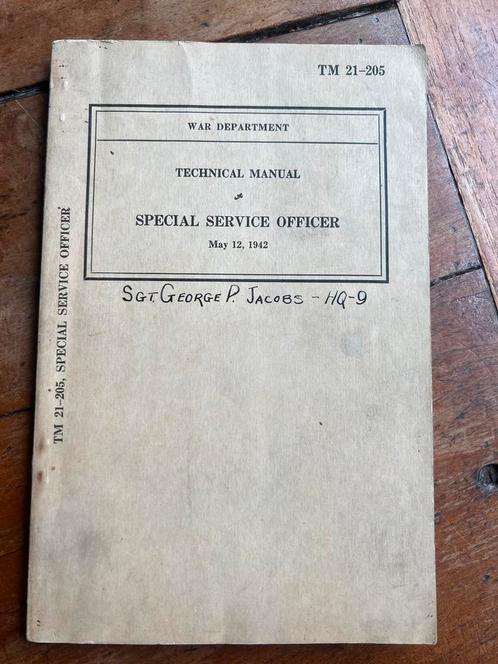 TM 21-205
WAR DEPARTMENT
TECHNICAL MANUAL
SPECIAL SERVICE OFFICER
May 12, 1942
SGT. GEORGE P. JACOBS - HQ-9
TM 21-205, SPECIAL SERVICE OFFICER